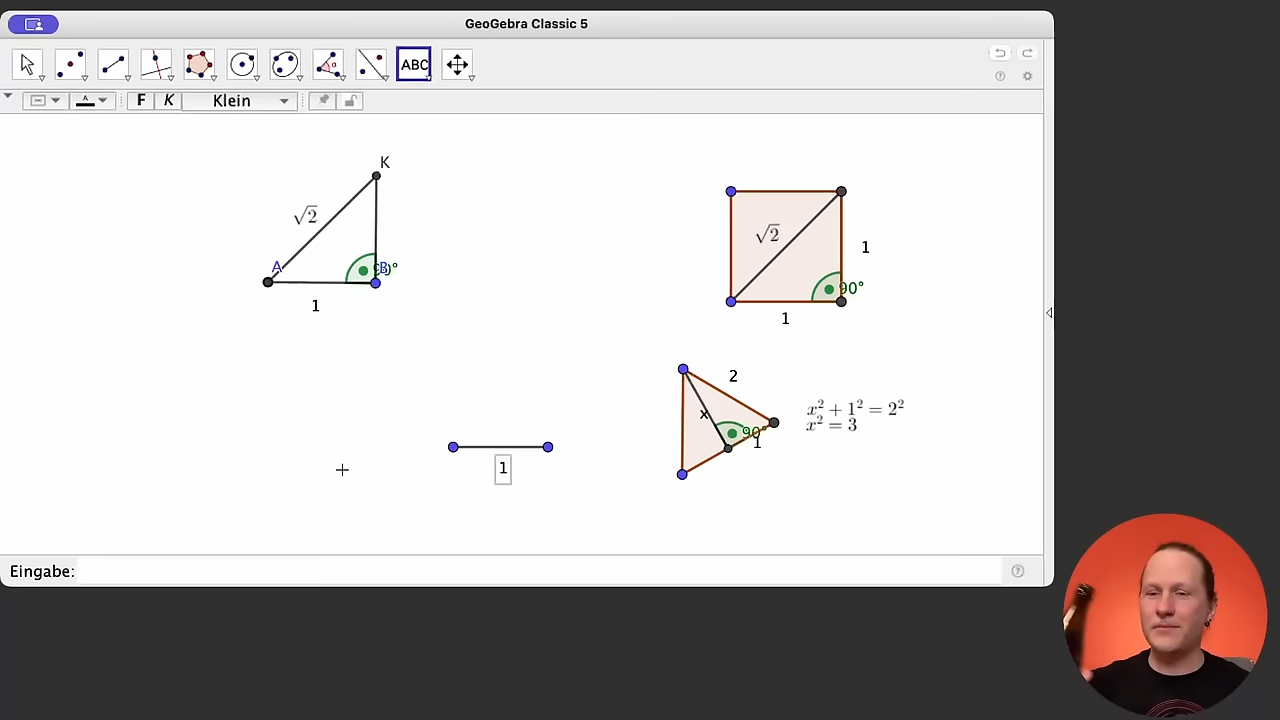 GeoGebra Classic 5
ABC
F K Klein
K
√2
A
B
90°
1
√2
1
90°
1
2
x
90°
1
x² + 1² = 2²
x² = 3
1
Eingabe: